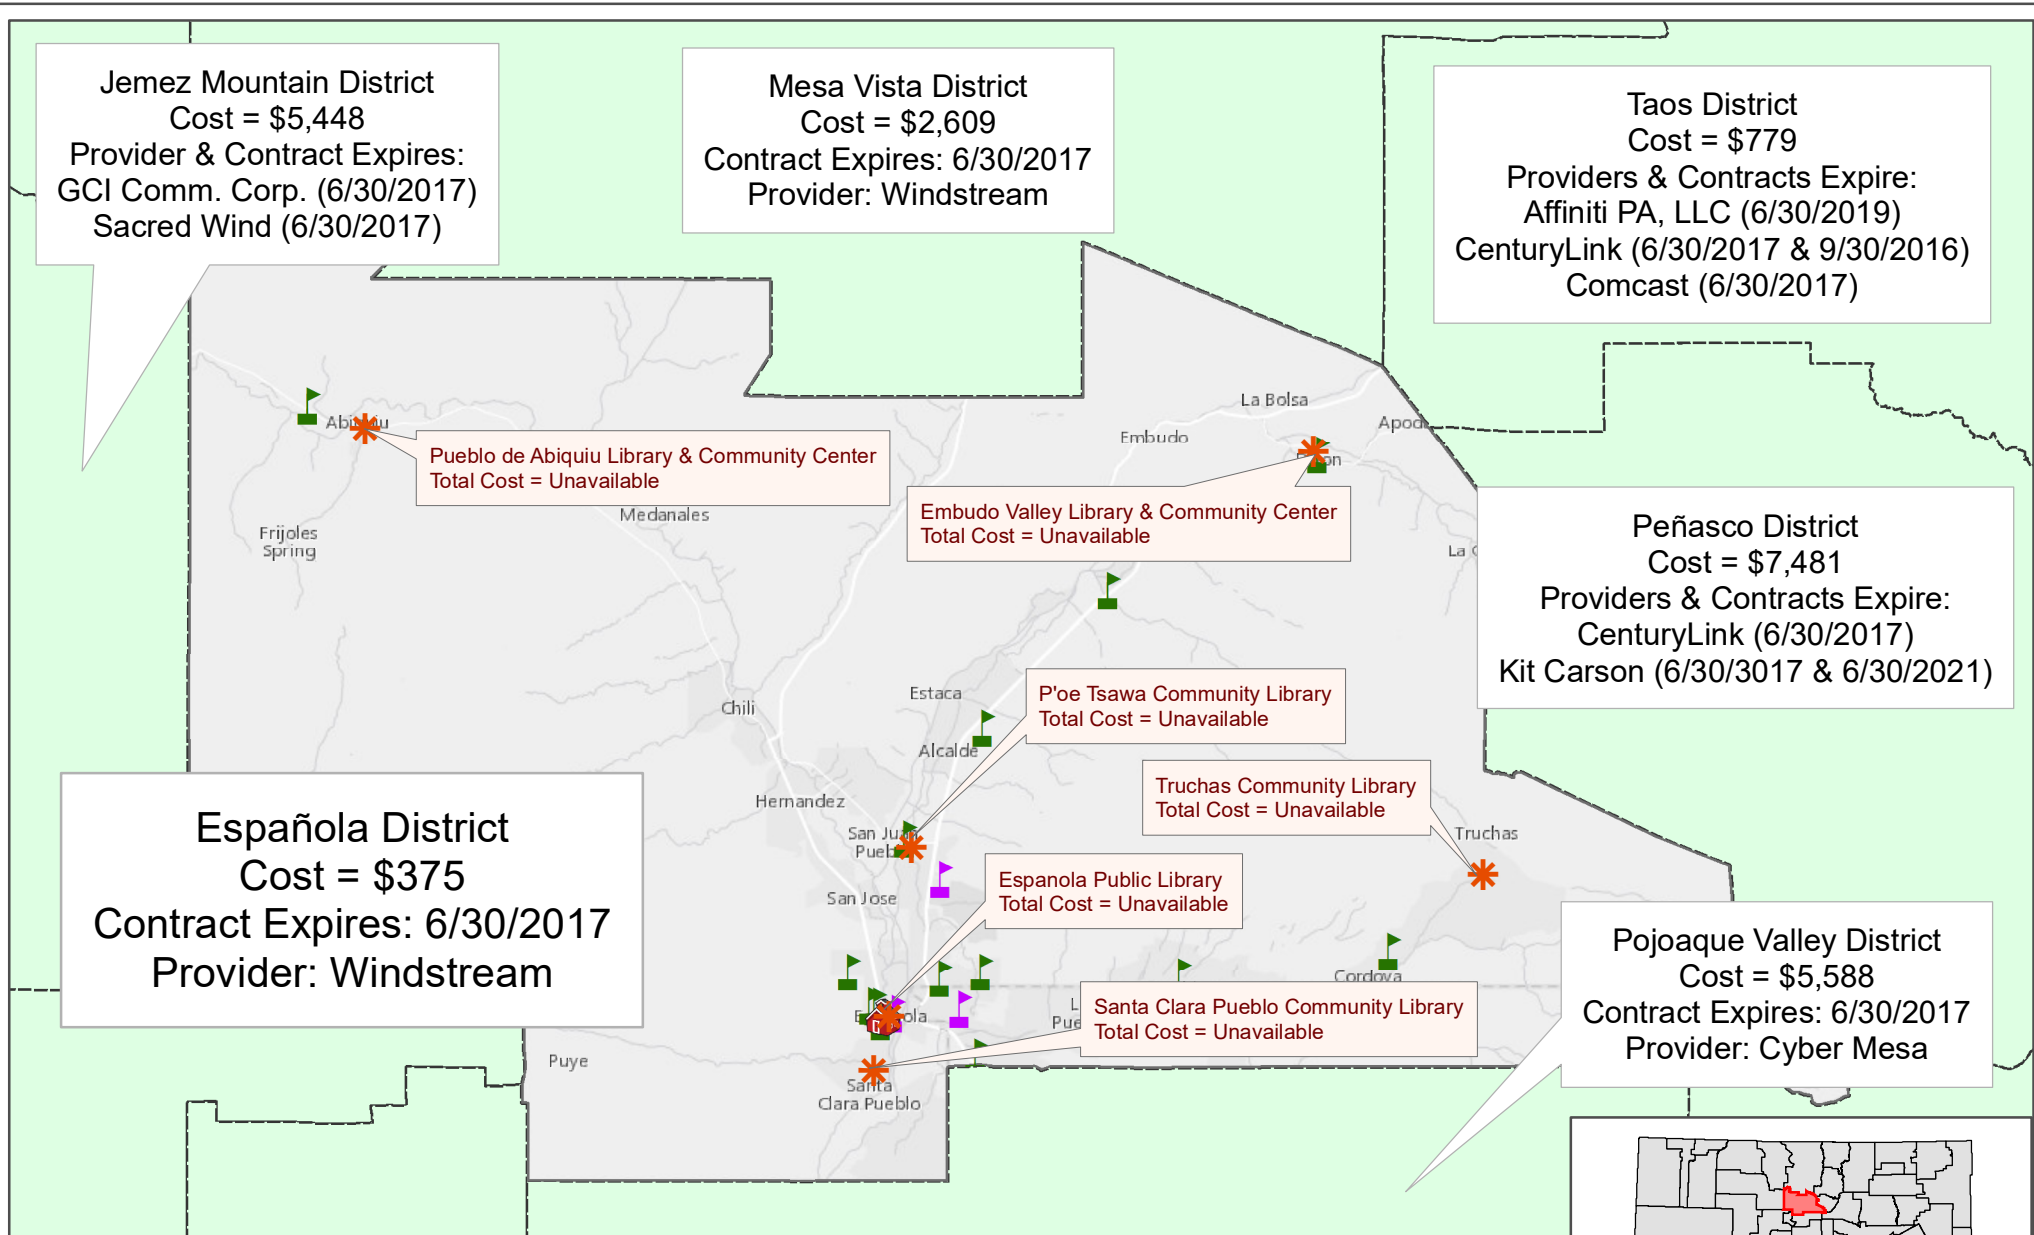 Jemez Mountain District
Cost = $5,448
Provider & Contract Expires:
GCI Comm. Corp. (6/30/2017)
Sacred Wind (6/30/2017)
Mesa Vista District
Cost = $2,609
Contract Expires: 6/30/2017
Provider: Windstream
Taos District
Cost = $779
Providers & Contracts Expire:
Affiniti PA, LLC (6/30/2019)
CenturyLink (6/30/2017 & 9/30/2016)
Comcast (6/30/2017)
La Bolsa
Embudo
Pueblo de Abiquiu Library & Community Center
Total Cost = Unavailable
Embudo Valley Library & Community Center
Total Cost = Unavailable
Medanales
Frijoles
Spring
La
Peñasco District
Cost = $7,481
Providers & Contracts Expire:
CenturyLink (6/30/2017)
Kit Carson (6/30/3017 & 6/30/2021)
Estaca
Chili
Alcalde
P'oe Tsawa Community Library
Total Cost = Unavailable
Truchas Community Library
Total Cost = Unavailable
Truchas
Hernandez
San Juan
San Jose
Española District
Cost = $375
Contract Expires: 6/30/2017
Provider: Windstream
Espanola Public Library
Total Cost = Unavailable
Cordova
Santa Clara Pueblo Community Library
Total Cost = Unavailable
Pojoaque Valley District
Cost = $5,588
Contract Expires: 6/30/2017
Provider: Cyber Mesa
Puye
Santa
Clara Pueblo